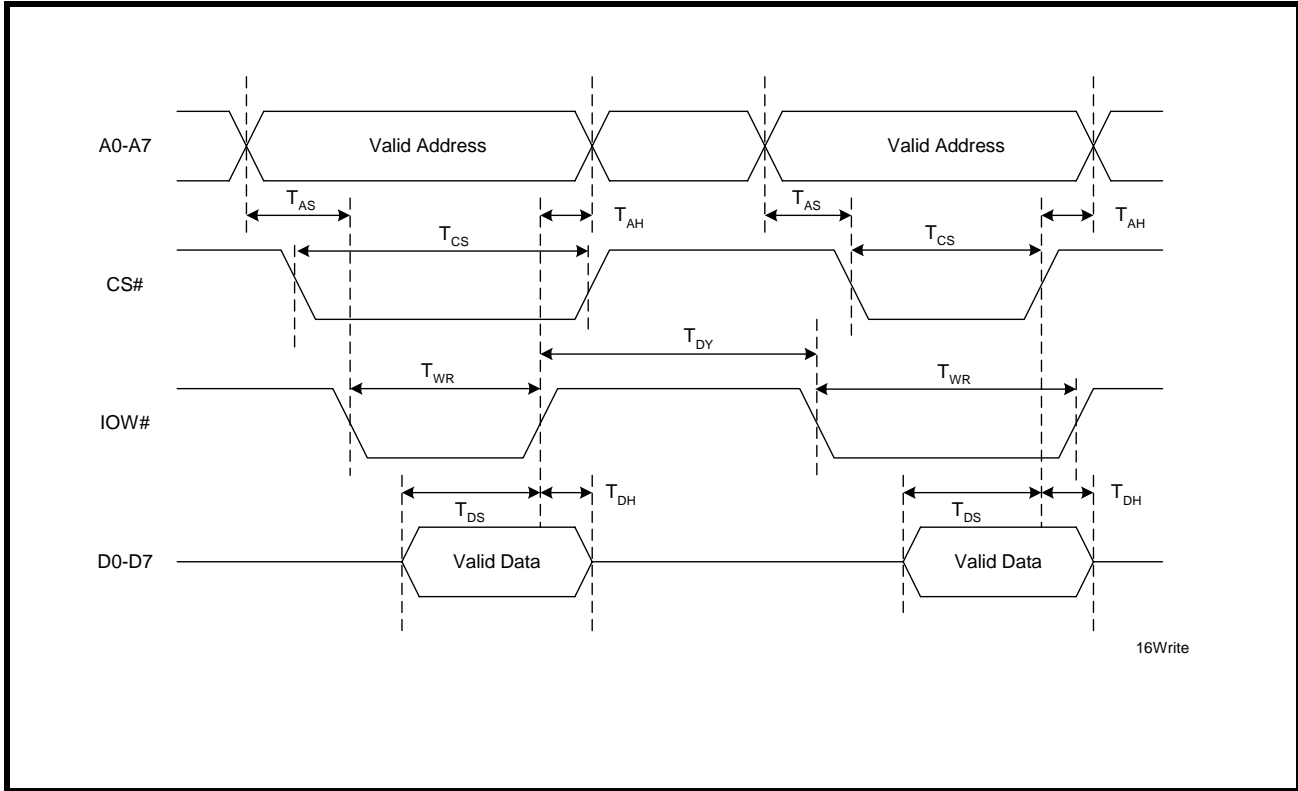 A0-A7
Valid Address
Valid Address
TAS
TAH
TAS
TAH
TCS
TCS
CS#
TDY
TWR
TWR
IOW#
TDS
TDH
TDS
TDH
D0-D7
Valid Data
Valid Data
16Write